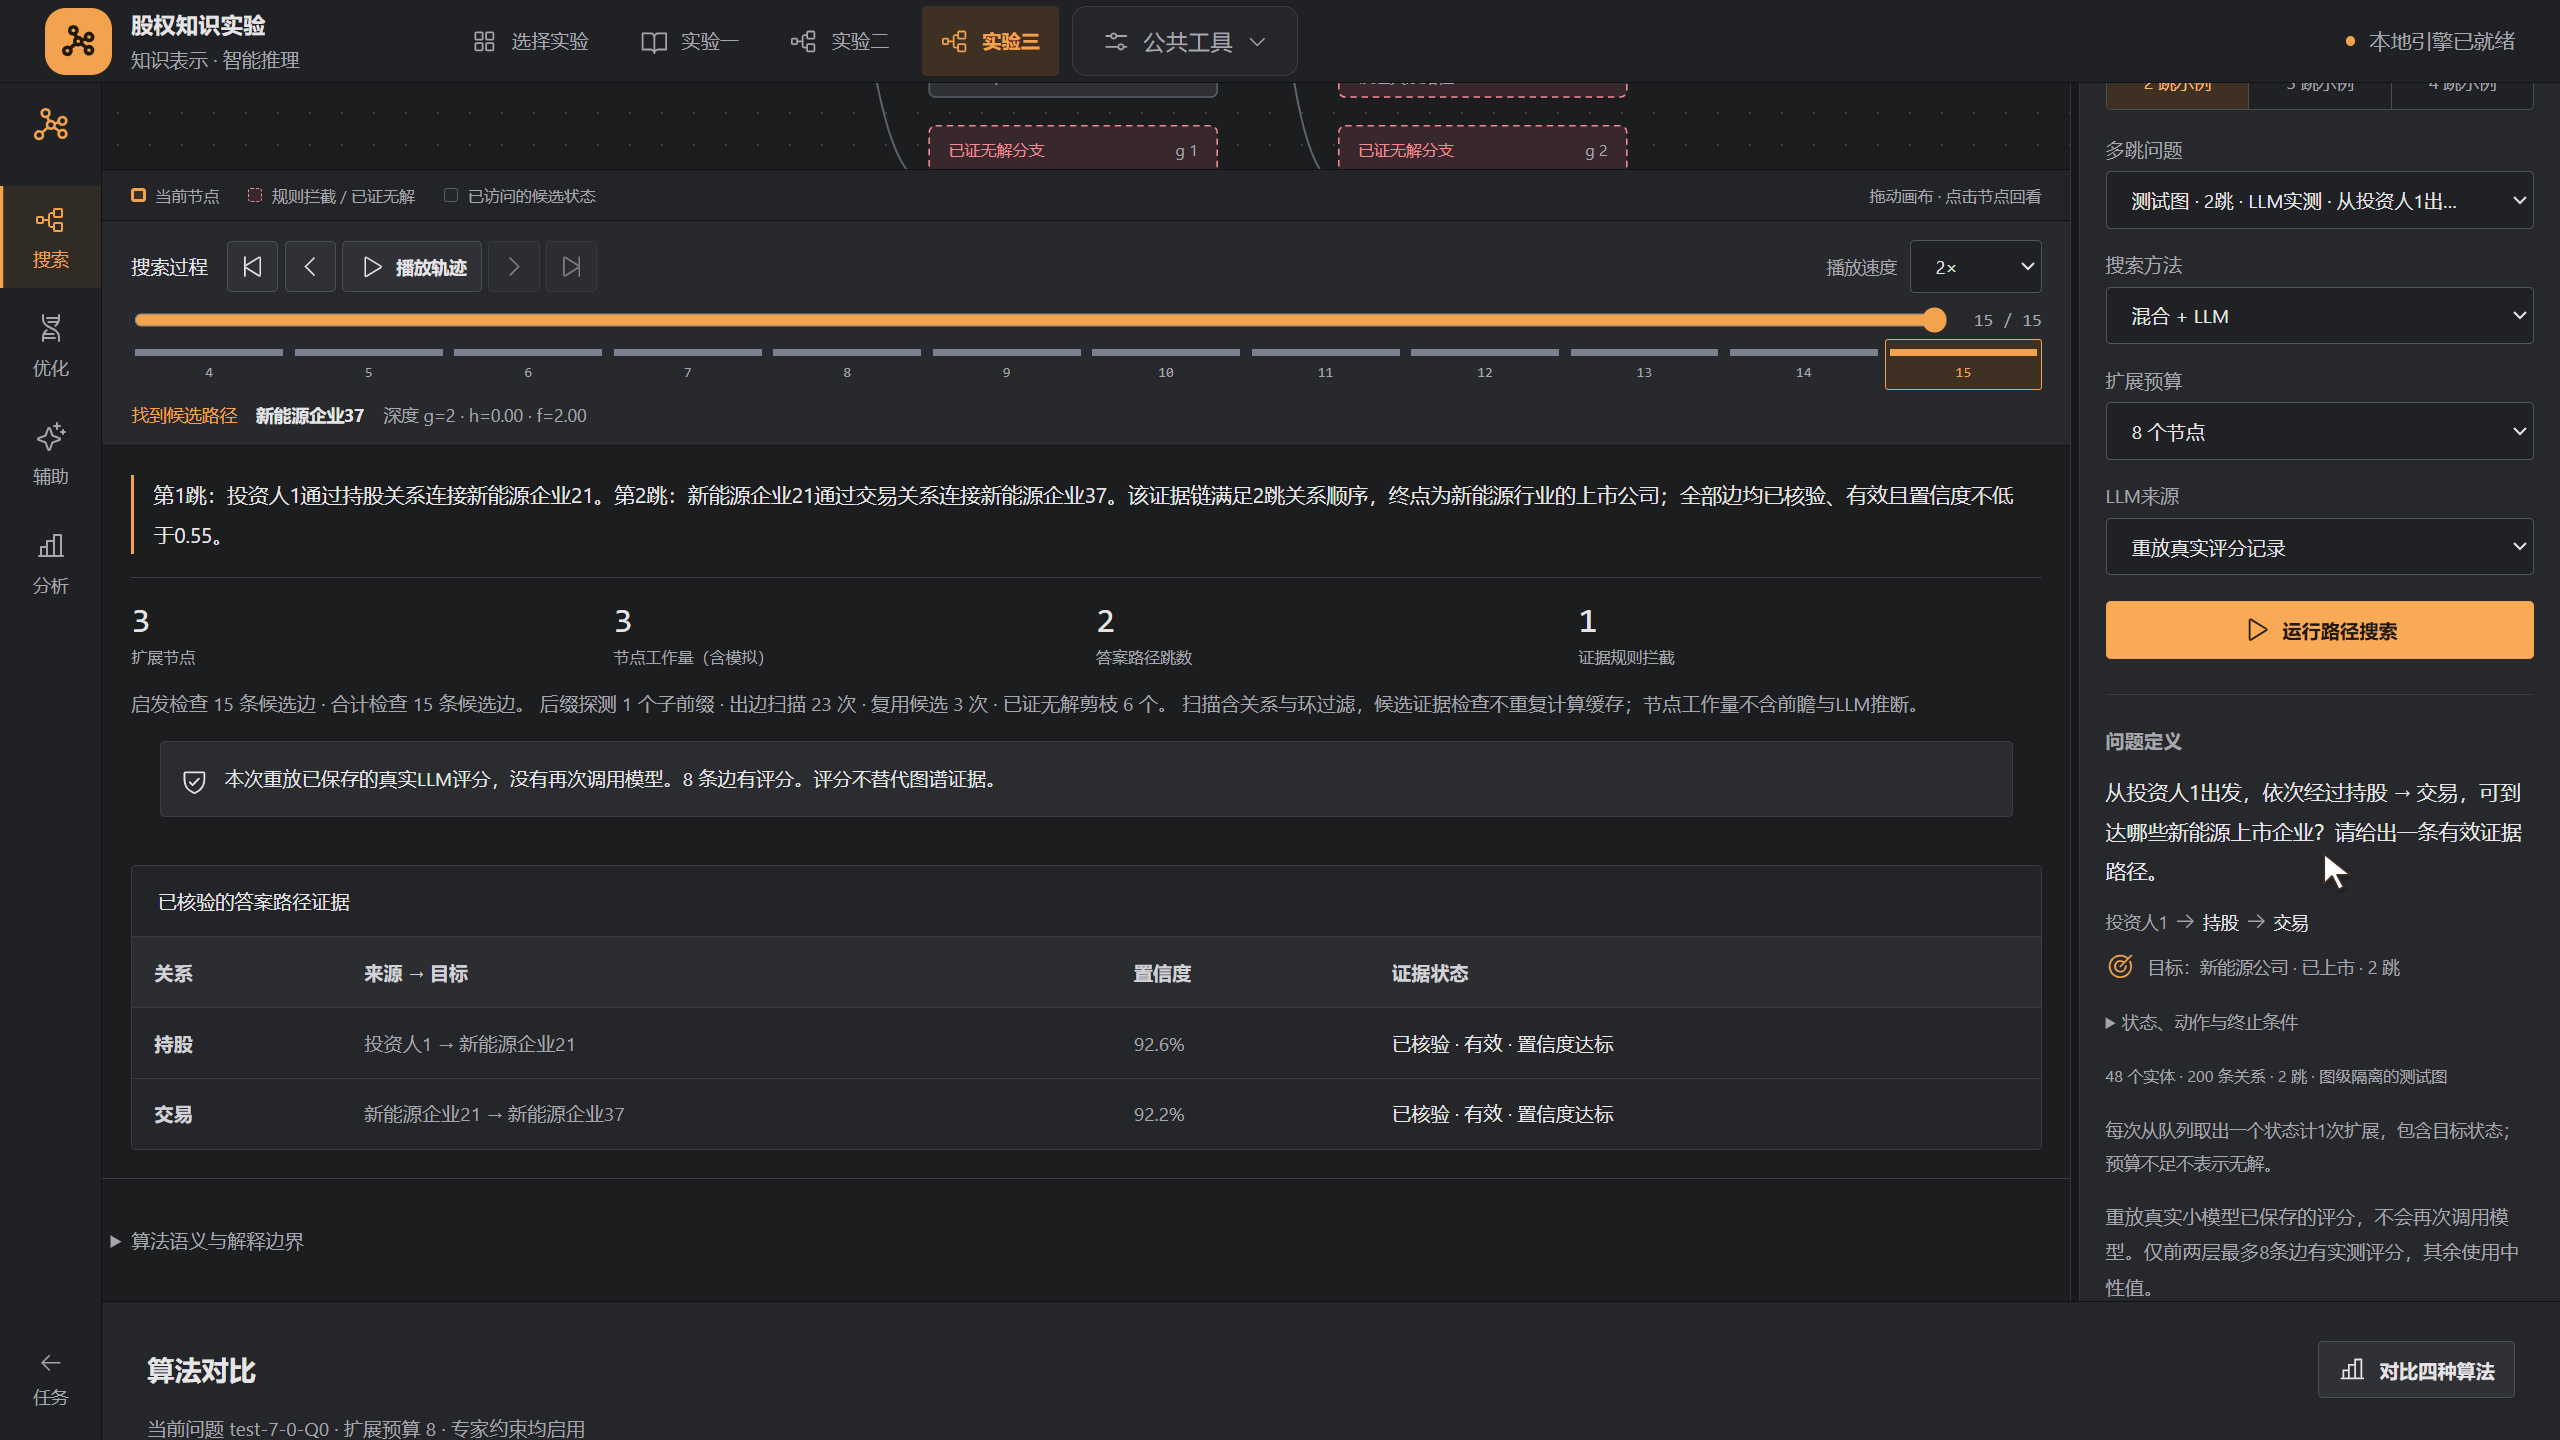 股权知识实验
知识表示 · 智能推理
选择实验
实验一
实验二
实验三
公共工具
本地引擎已就绪
搜索
优化
辅助
分析
任务
已证无解分支 g 1
已证无解分支 g 2
当前节点
规则拦截 / 已证无解
已访问的候选状态
拖动画布 · 点击节点回看
搜索过程
播放轨迹
播放速度
2×
15 / 15
4 5 6 7 8 9 10 11 12 13 14 15
找到候选路径 新能源企业37 深度 g=2 · h=0.00 · f=2.00
第1跳：投资人1通过持股关系连接新能源企业21。第2跳：新能源企业21通过交易关系连接新能源企业37。该证据链满足2跳关系顺序，终点为新能源行业的上市公司；全部边均已核验、有效且置信度不低
于0.55。
3
扩展节点
3
节点工作量（含模拟）
2
答案路径跳数
1
证据规则拦截
启发检查 15 条候选边 · 合计检查 15 条候选边。 后缀探测 1 个子前缀 · 出边扫描 23 次 · 复用候选 3 次 · 已证无解剪枝 6 个。 扫描含关系与环过滤，候选证据检查不重复计算缓存；节点工作量不含前瞻与LLM推断。
本次重放已保存的真实LLM评分，没有再次调用模型。8 条边有评分。评分不替代图谱证据。
已核验的答案路径证据
关系 来源 → 目标 置信度 证据状态
持股 投资人1 → 新能源企业21 92.6% 已核验 · 有效 · 置信度达标
交易 新能源企业21 → 新能源企业37 92.2% 已核验 · 有效 · 置信度达标
▶ 算法语义与解释边界
算法对比
当前问题 test-7-0-Q0 · 扩展预算 8 · 专家约束均启用
对比四种算法
2 跳示例
3 跳示例
4 跳示例
多跳问题
测试图 · 2跳 · LLM实测 · 从投资人1出...
搜索方法
混合 + LLM
扩展预算
8 个节点
LLM来源
重放真实评分记录
运行路径搜索
问题定义
从投资人1出发，依次经过持股 → 交易，可到
达哪些新能源上市企业？请给出一条有效证据
路径。
投资人1 → 持股 → 交易
目标：新能源公司 · 已上市 · 2 跳
▶ 状态、动作与终止条件
48 个实体 · 200 条关系 · 2 跳 · 图级隔离的测试图
每次从队列取出一个状态计1次扩展，包含目标状态；
预算不足不表示无解。
重放真实小模型已保存的评分，不会再次调用模
型。仅前两层最多8条边有实测评分，其余使用中
性值。